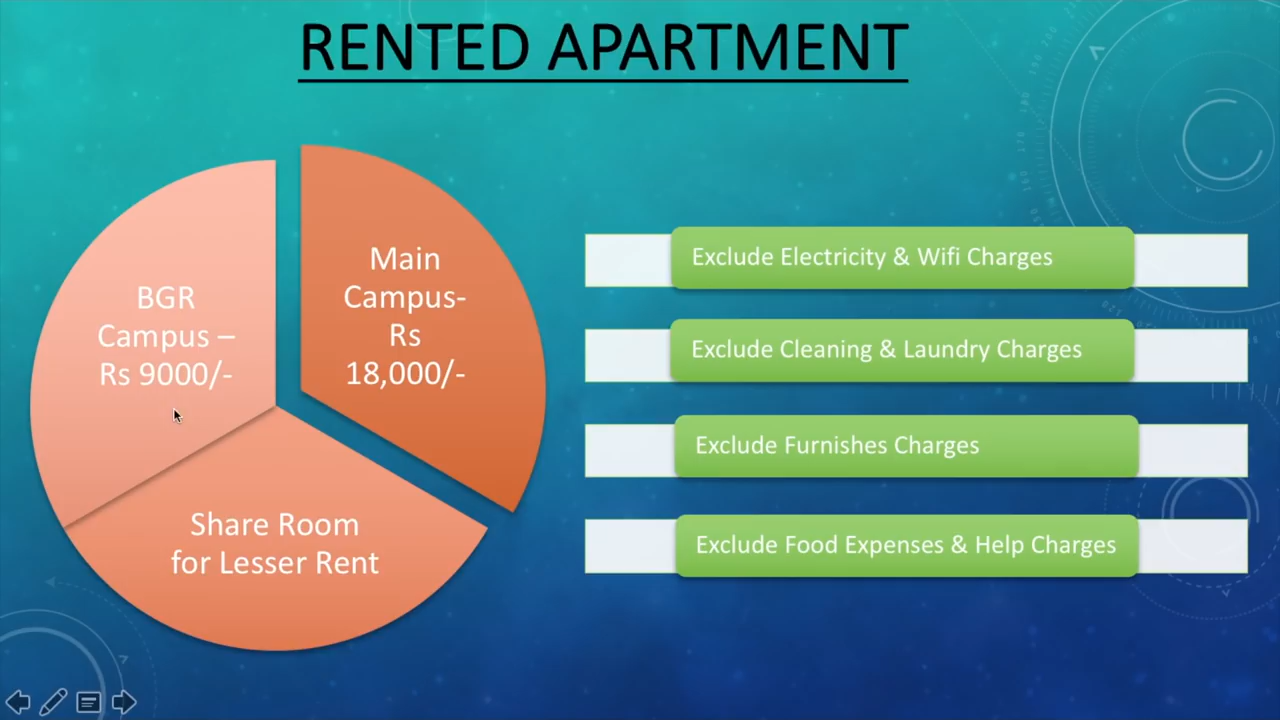 RENTED APARTMENT
BGR
Campus –
Rs 9000/-
Main
Campus-
Rs
18,000/-
Share Room
for Lesser Rent
Exclude Electricity & Wifi Charges
Exclude Cleaning & Laundry Charges
Exclude Furnishes Charges
Exclude Food Expenses & Help Charges